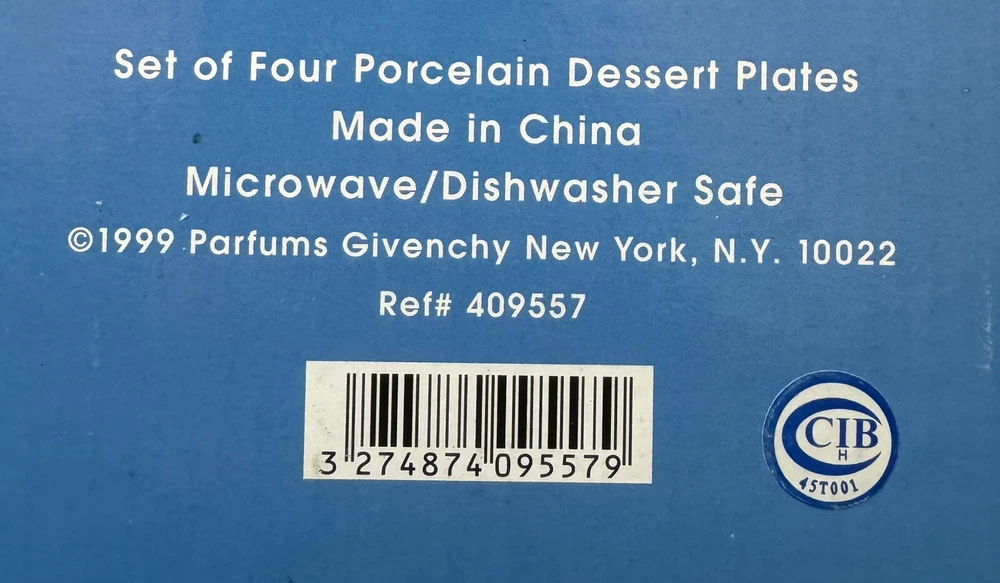 Set of Four Porcelain Dessert Plates
Made in China
Microwave/Dishwasher Safe
©1999 Parfums Givenchy New York, N.Y. 10022
Ref# 409557
3 274874 095579
CIB
H
45T001